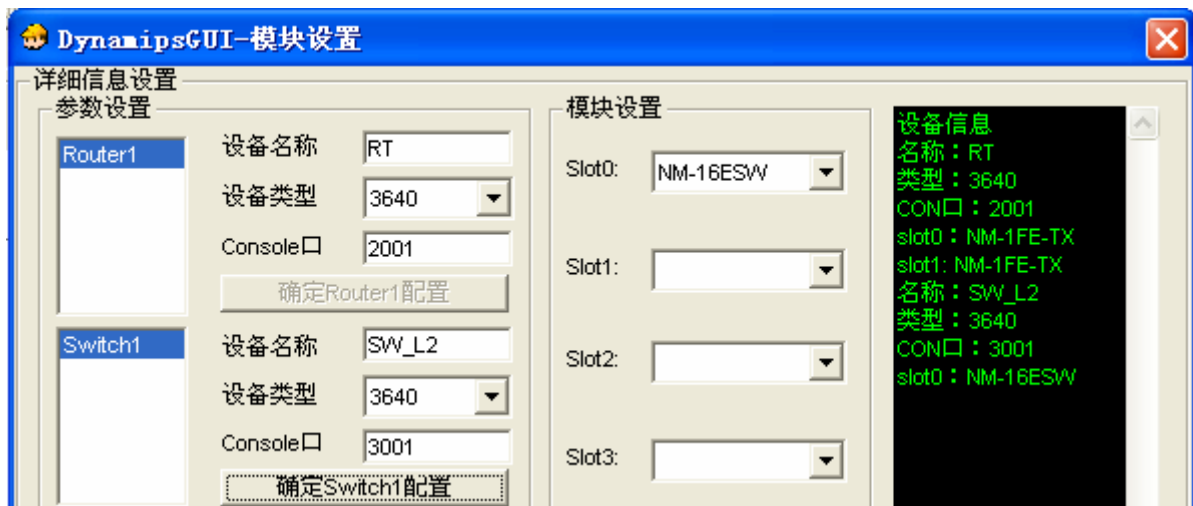 DynamipsGUI-模块设置
详细信息设置
参数设置
Router1
设备名称 RT
设备类型 3640
Console口 2001
确定Router1配置
Switch1
设备名称 SW_L2
设备类型 3640
Console口 3001
确定Switch1配置
模块设置
Slot0: NM-16ESW
Slot1:
Slot2:
Slot3:
设备信息
名称：RT
类型：3640
CON口：2001
slot0：NM-1FE-TX
slot1: NM-1FE-TX
名称：SW_L2
类型：3640
CON口：3001
slot0：NM-16ESW